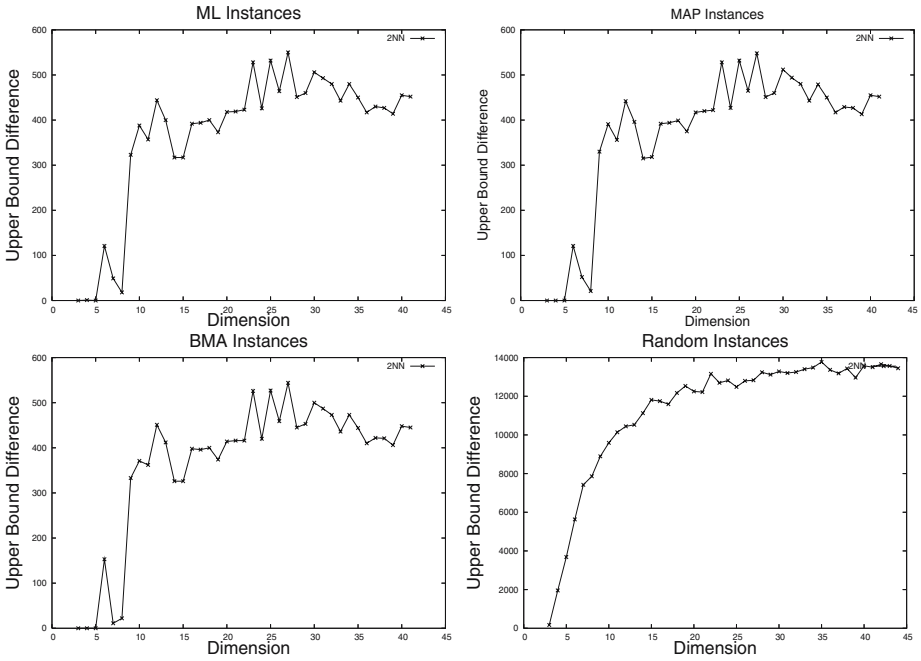 ML Instances
Upper Bound Difference
600
500
400
300
200
100
0
2NN
0 5 10 15 20 25 30 35 40 45
Dimension
MAP Instances
Upper Bound Difference
600
500
400
300
200
100
0
2NN
0 5 10 15 20 25 30 35 40 45
Dimension
BMA Instances
Upper Bound Difference
600
500
400
300
200
100
0
2NN
0 5 10 15 20 25 30 35 40 45
Dimension
Random Instances
Upper Bound Difference
14000
12000
10000
8000
6000
4000
2000
0
2NN
0 5 10 15 20 25 30 35 40 45
Dimension